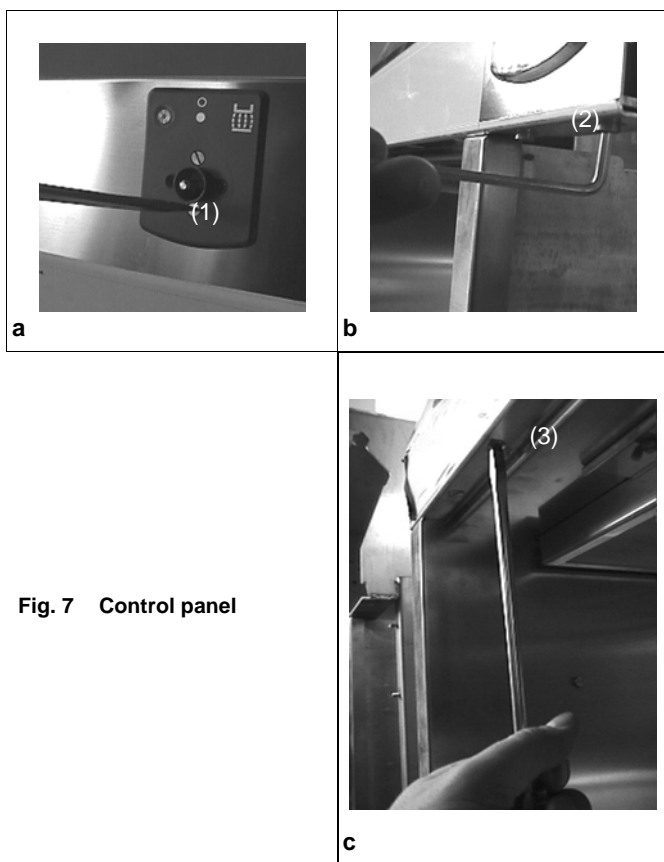 (1)
(2)
a
b
(3)
Fig. 7 Control panel
c